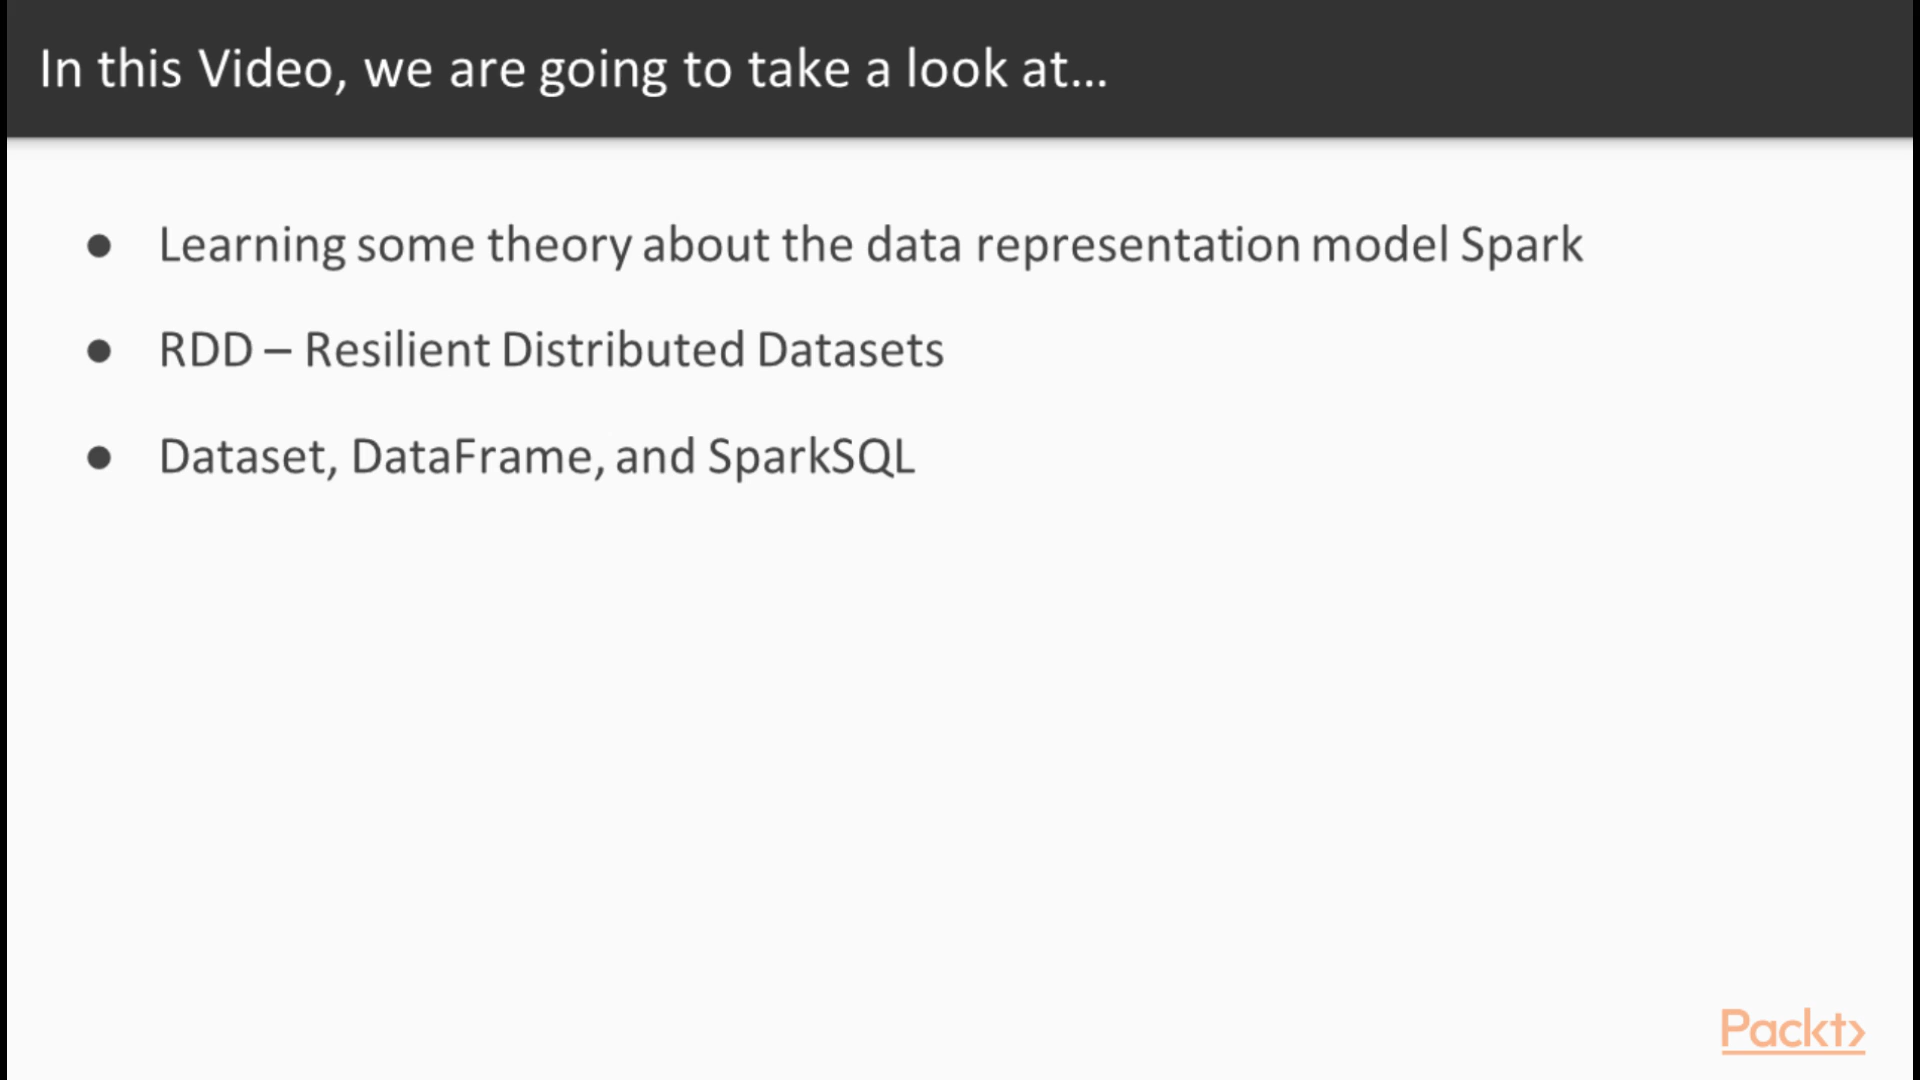 In this Video, we are going to take a look at...
● Learning some theory about the data representation model Spark
● RDD – Resilient Distributed Datasets
● Dataset, DataFrame, and SparkSQL
Packt>